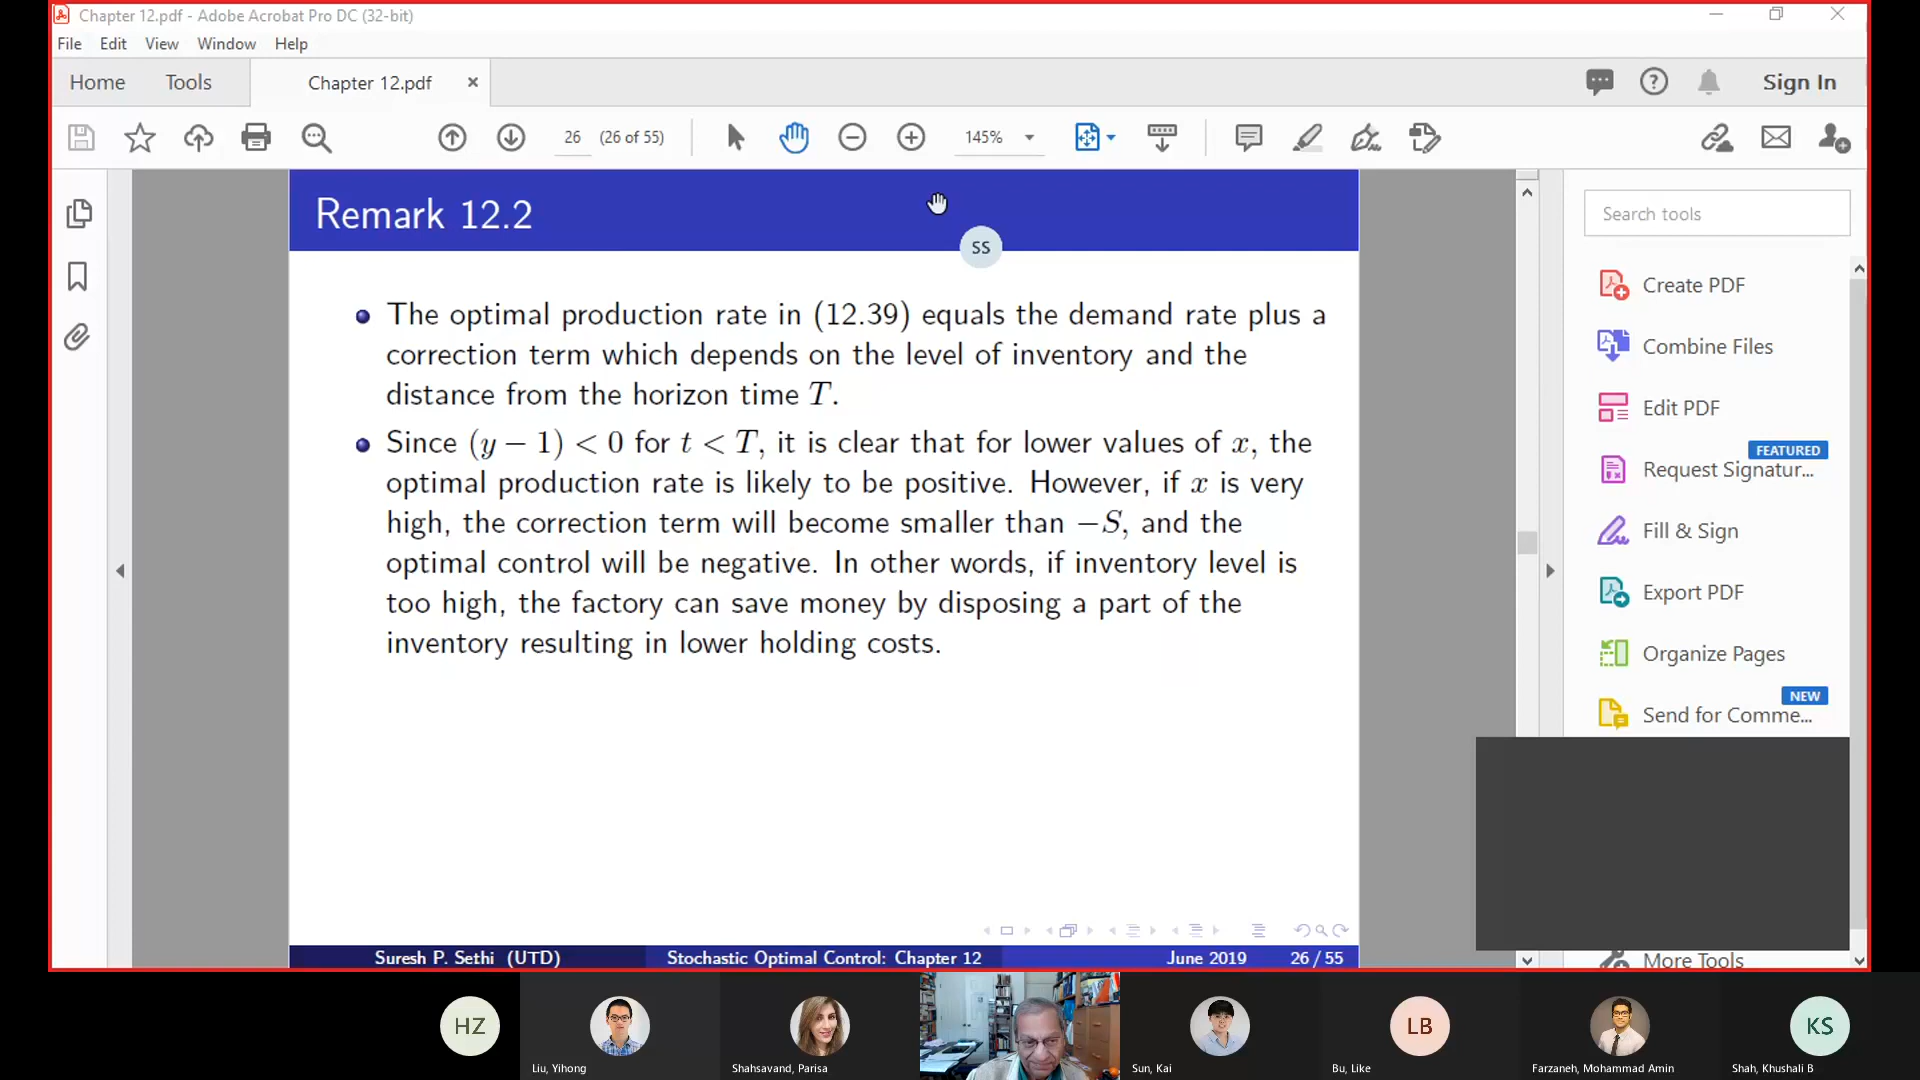 Chapter 12.pdf - Adobe Acrobat Pro DC (32-bit)
File Edit View Window Help
Home Tools Chapter 12.pdf × Sign In
26 (26 of 55) 145%
Remark 12.2
SS
The optimal production rate in (12.39) equals the demand rate plus a
correction term which depends on the level of inventory and the
distance from the horizon time T.
Since (y − 1) < 0 for t < T, it is clear that for lower values of x, the
optimal production rate is likely to be positive. However, if x is very
high, the correction term will become smaller than −S, and the
optimal control will be negative. In other words, if inventory level is
too high, the factory can save money by disposing a part of the
inventory resulting in lower holding costs.
Suresh P. Sethi (UTD) Stochastic Optimal Control: Chapter 12 June 2019 26 / 55
Search tools
Create PDF
Combine Files
Edit PDF
FEATURED
Request Signatur...
Fill & Sign
Export PDF
Organize Pages
NEW
Send for Comme...
More Tools
HZ
LB
KS
Liu, Yihong
Shahsavand, Parisa
Sun, Kai
Bu, Like
Farzaneh, Mohammad Amin
Shah, Khushali B